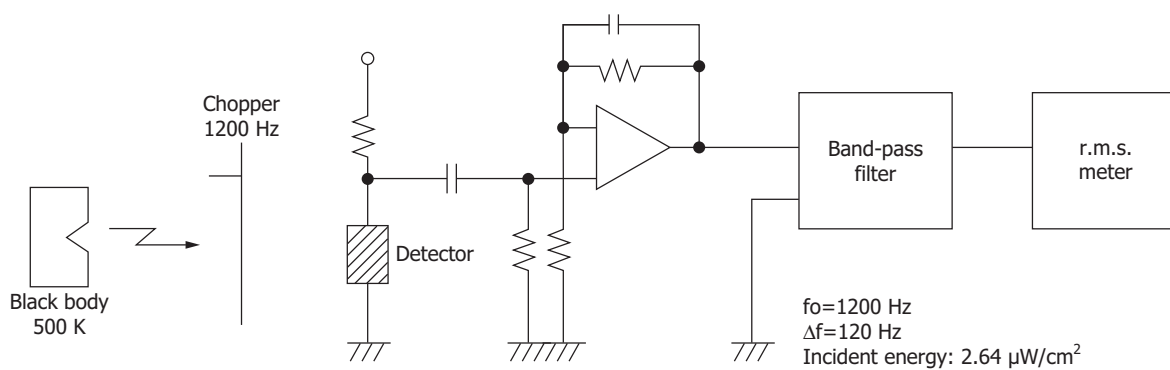 Chopper
1200 Hz
Black body
500 K
Detector
Band-pass
filter
r.m.s.
meter
fo=1200 Hz
Δf=120 Hz
Incident energy: 2.64 μW/cm²